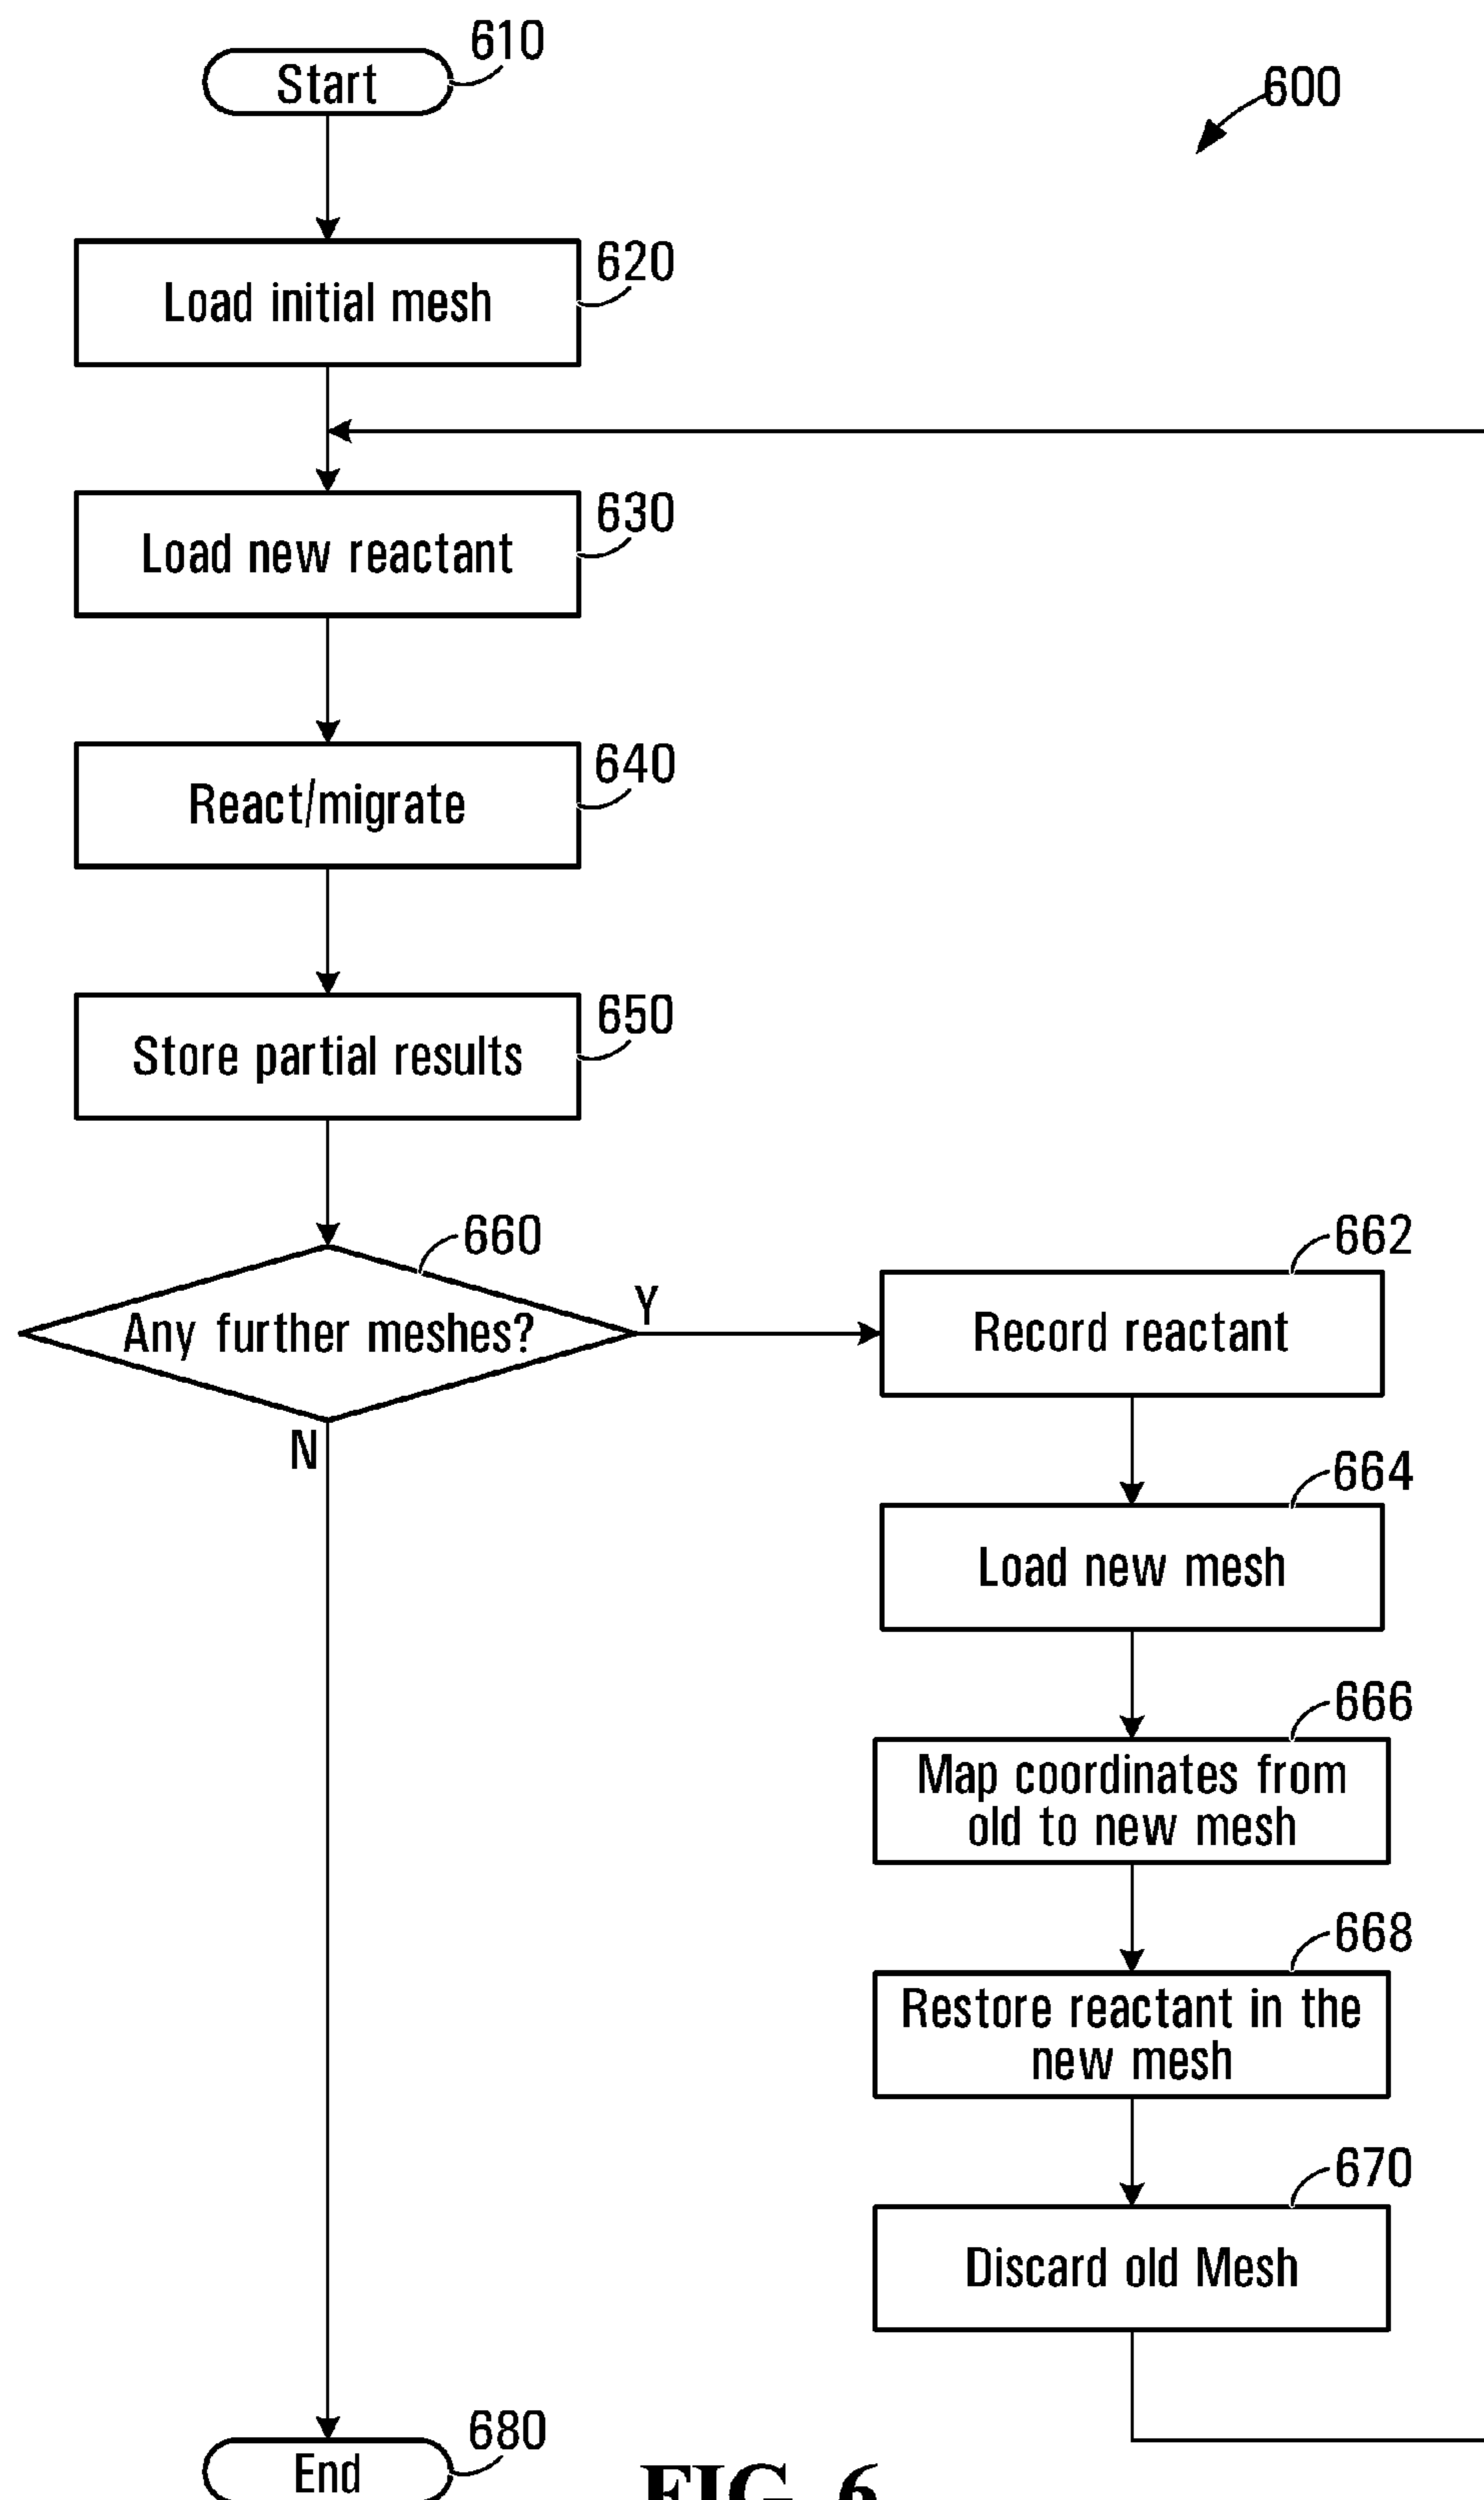 610
Start
600
620
Load initial mesh
630
Load new reactant
640
React/migrate
650
Store partial results
660
Any further meshes?
Y
N
662
Record reactant
664
Load new mesh
666
Map coordinates from
old to new mesh
668
Restore reactant in the
new mesh
670
Discard old Mesh
680
End
FIG. 6